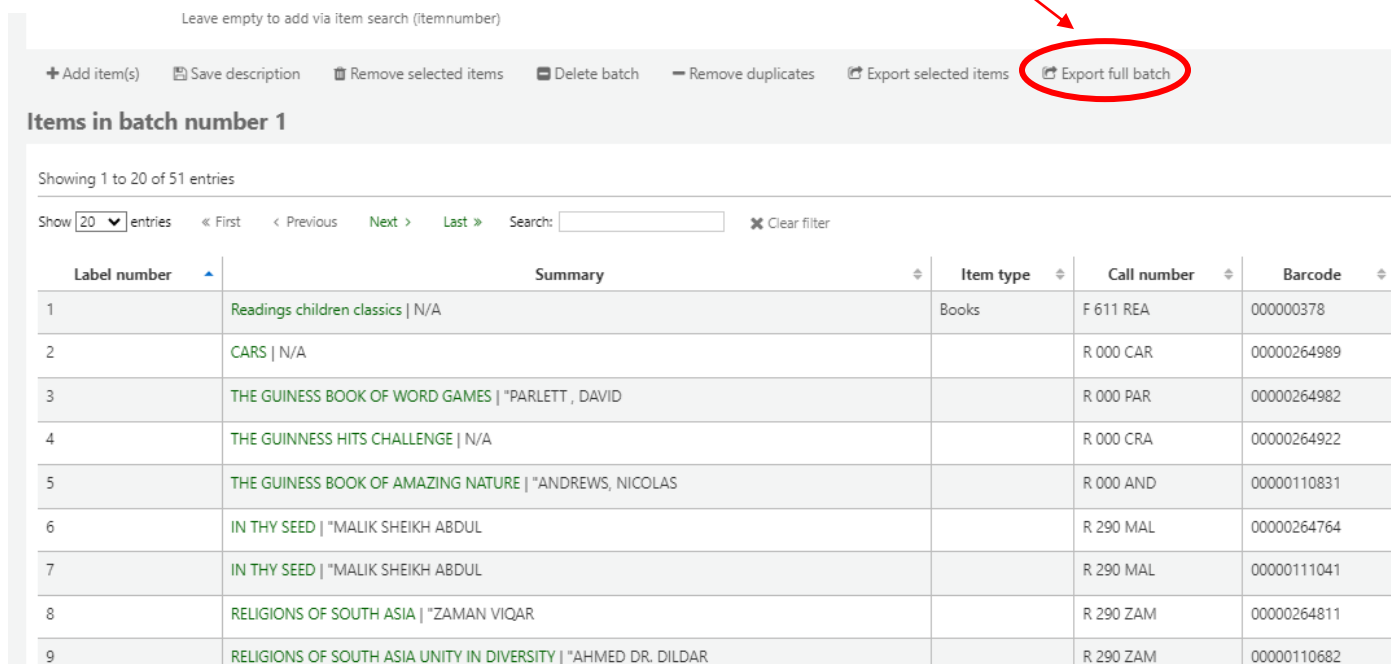 Leave empty to add via item search (itemnumber)
Add item(s) Save description Remove selected items Delete batch Remove duplicates Export selected items Export full batch
Items in batch number 1
Showing 1 to 20 of 51 entries
Show 20 entries « First < Previous Next > Last » Search: Clear filter
Label number Summary Item type Call number Barcode
1 Readings children classics | N/A Books F 611 REA 000000378
2 CARS | N/A R 000 CAR 00000264989
3 THE GUINESS BOOK OF WORD GAMES | "PARLETT , DAVID R 000 PAR 00000264982
4 THE GUINNESS HITS CHALLENGE | N/A R 000 CRA 00000264922
5 THE GUINESS BOOK OF AMAZING NATURE | "ANDREWS, NICOLAS R 000 AND 00000110831
6 IN THY SEED | "MALIK SHEIKH ABDUL R 290 MAL 00000264764
7 IN THY SEED | "MALIK SHEIKH ABDUL R 290 MAL 00000111041
8 RELIGIONS OF SOUTH ASIA | "ZAMAN VIQAR R 290 ZAM 00000264811
9 RELIGIONS OF SOUTH ASIA UNITY IN DIVERSITY | "AHMED DR. DILDAR R 290 ZAM 00000110682